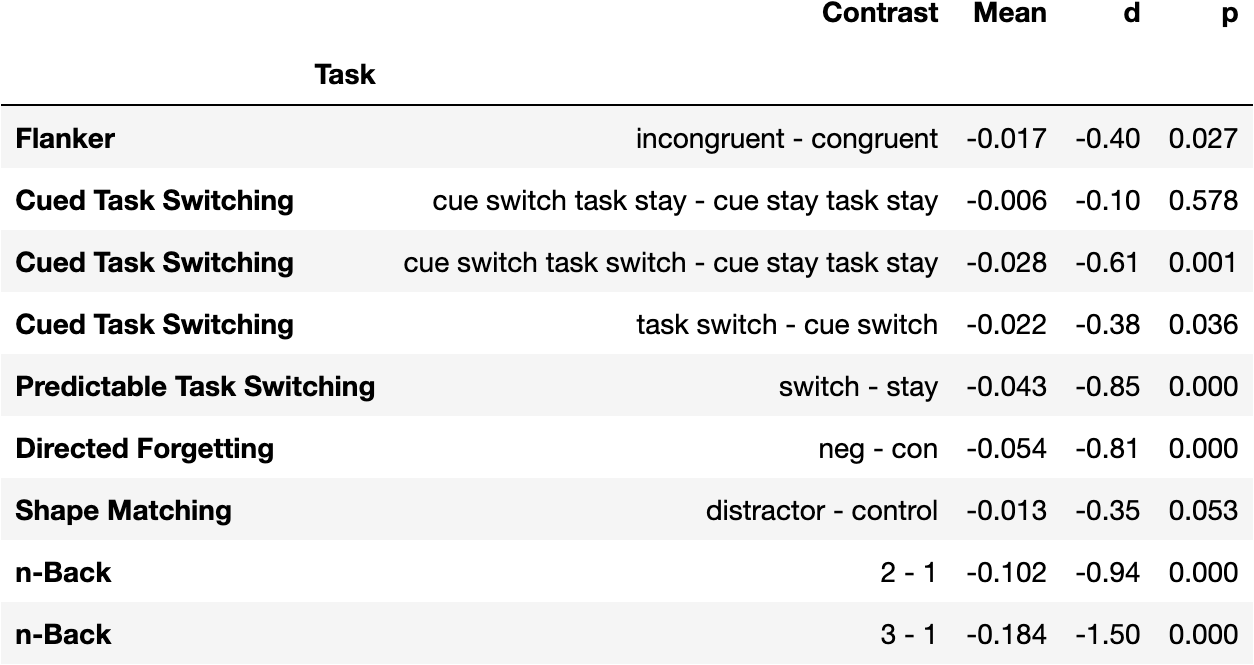 Contrast Mean d p
Task
Flanker incongruent - congruent -0.017 -0.40 0.027
Cued Task Switching cue switch task stay - cue stay task stay -0.006 -0.10 0.578
Cued Task Switching cue switch task switch - cue stay task stay -0.028 -0.61 0.001
Cued Task Switching task switch - cue switch -0.022 -0.38 0.036
Predictable Task Switching switch - stay -0.043 -0.85 0.000
Directed Forgetting neg - con -0.054 -0.81 0.000
Shape Matching distractor - control -0.013 -0.35 0.053
n-Back 2 - 1 -0.102 -0.94 0.000
n-Back 3 - 1 -0.184 -1.50 0.000